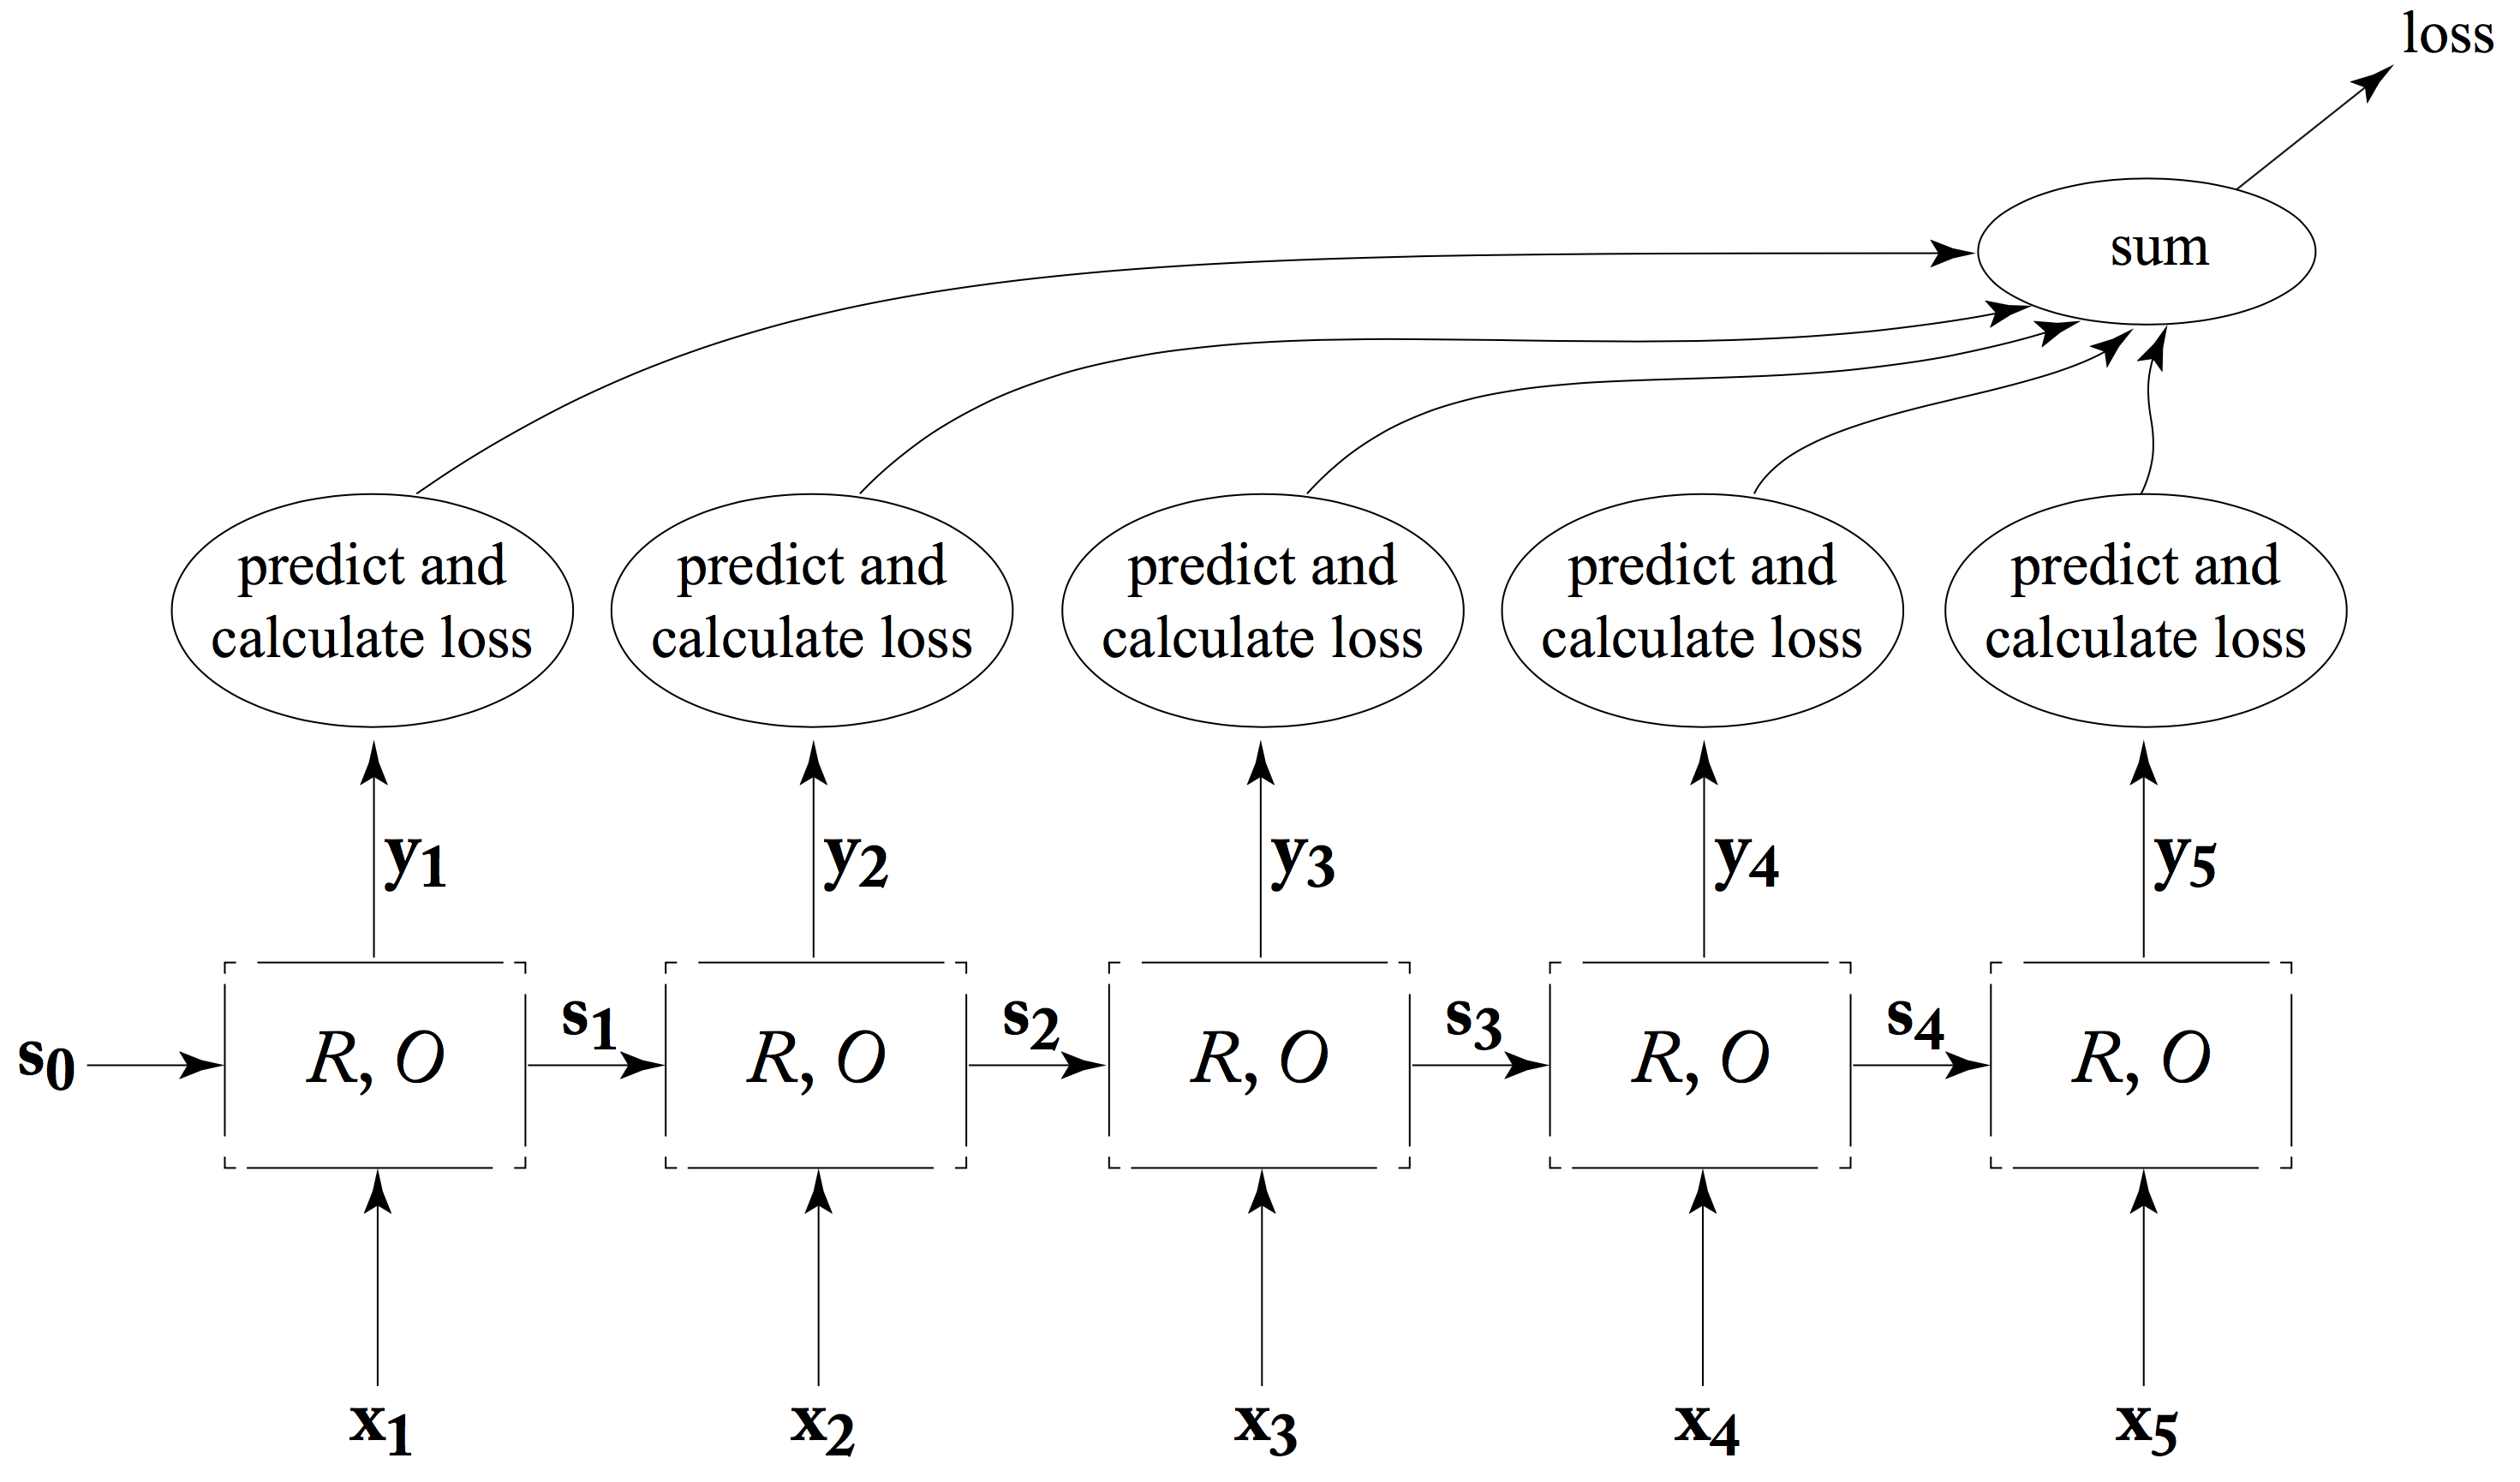 loss
sum
predict and
calculate loss
predict and
calculate loss
predict and
calculate loss
predict and
calculate loss
predict and
calculate loss
y1 y2 y3 y4 y5
s0 R, O s1 R, O s2 R, O s3 R, O s4 R, O
x1 x2 x3 x4 x5